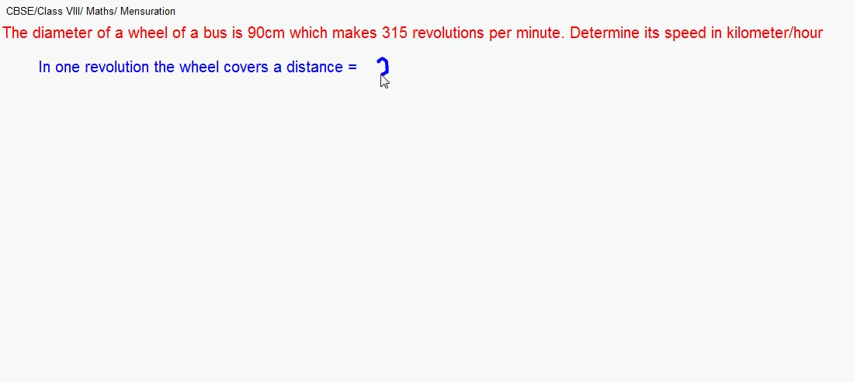 CBSE/Class VIII/ Maths/ Mensuration
The diameter of a wheel of a bus is 90cm which makes 315 revolutions per minute. Determine its speed in kilometer/hour
In one revolution the wheel covers a distance =